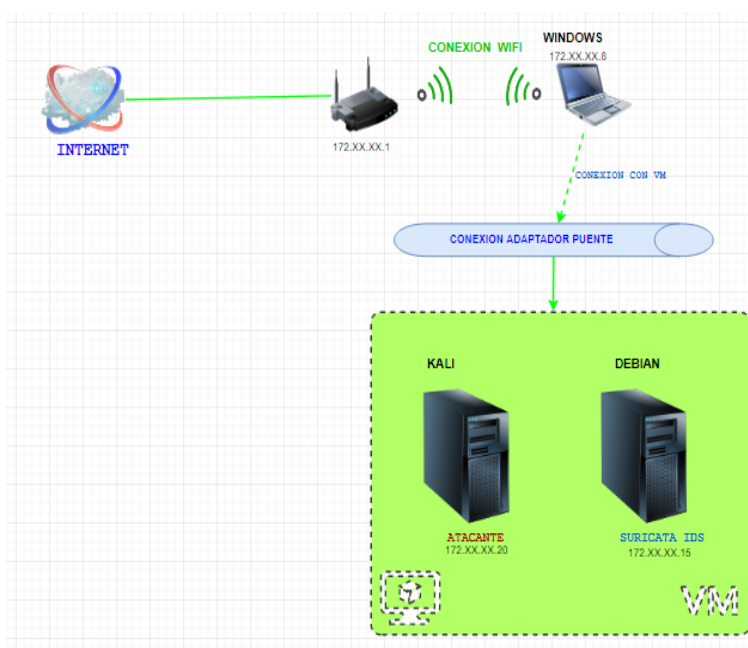 WINDOWS
CONEXION WIFI
172.XX.XX.8
INTERNET
172.XX.XX.1
CONEXION CON VM
CONEXION ADAPTADOR PUENTE
KALI
DEBIAN
ATACANTE
172.XX.XX.20
SURICATA IDS
172.XX.XX.15
VM